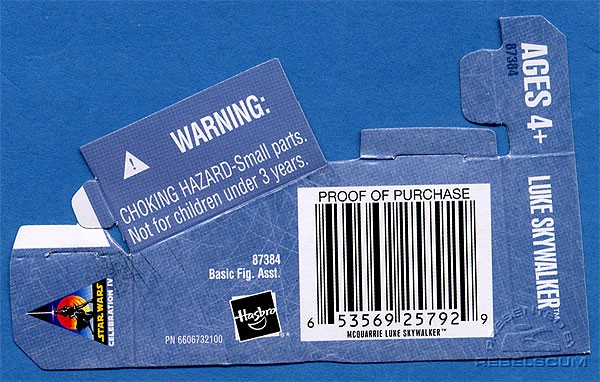 WARNING:
CHOKING HAZARD-Small parts.
Not for children under 3 years.
AGES 4+
87384
LUKE SKYWALKER™
PROOF OF PURCHASE
6 53569 25792 9
MCQUARRIE LUKE SKYWALKER™
87384
Basic Fig. Asst.
Hasbro
®*
PN 6606732100
STAR WARS
CELEBRATION IV
REBELSCUM